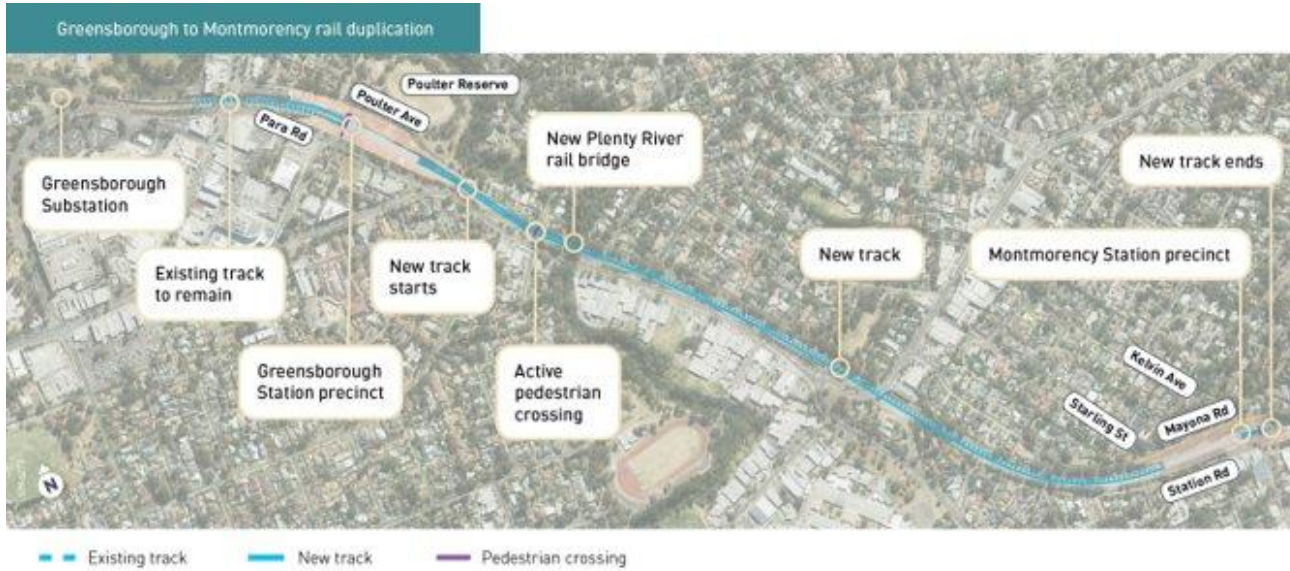 Greensborough to Montmorency rail duplication
Poulter Reserve
Poulter Ave
Para Rd
New Plenty River
rail bridge
New track ends
Greensborough
Substation
Existing track
to remain
New track
starts
New track
Montmorency Station precinct
Greensborough
Station precinct
Active
pedestrian
crossing
Kelvin Ave
Starling St
Mayona Rd
Station Rd
N
Existing track
New track
Pedestrian crossing